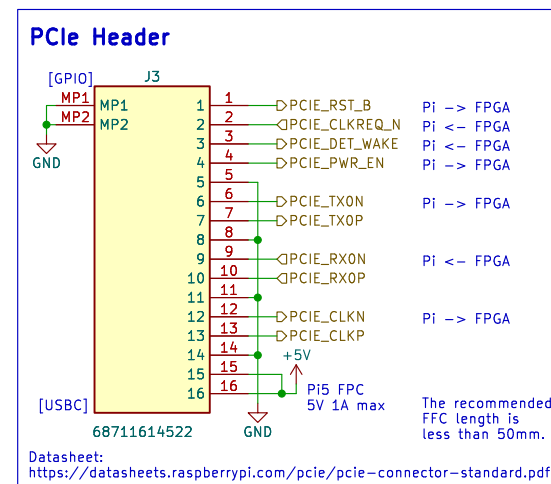 PCIe Header
[GPIO] J3
MP1 MP1 1 1 PCIE_RST_B Pi -> FPGA
MP2 MP2 2 2 PCIE_CLKREQ_N Pi <- FPGA
3 3 PCIE_DET_WAKE Pi <- FPGA
GND 4 4 PCIE_PWR_EN Pi -> FPGA
5 5
6 6 PCIE_TX0N Pi -> FPGA
7 7 PCIE_TX0P
8 8
9 9 PCIE_RX0N Pi <- FPGA
10 10 PCIE_RX0P
11 11
12 12 PCIE_CLKN Pi -> FPGA
13 13 PCIE_CLKP
14 14 +5V
15 15
16 16 Pi5 FPC
5V 1A max
[USBC]
68711614522 GND
The recommended
FFC length is
less than 50mm.
Datasheet:
https://datasheets.raspberrypi.com/pcie/pcie-connector-standard.pdf